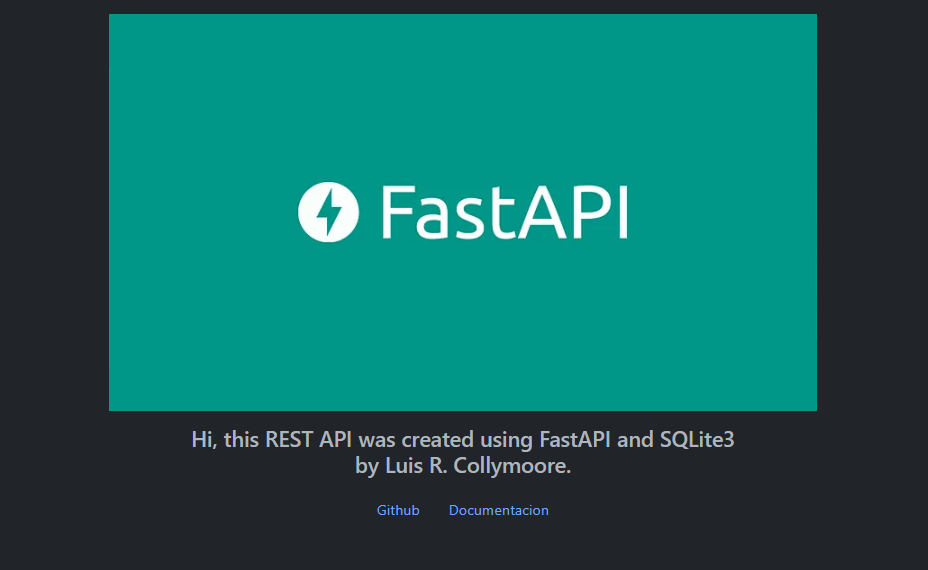 FastAPI
Hi, this REST API was created using FastAPI and SQLite3
by Luis R. Collymoore.
Github Documentacion